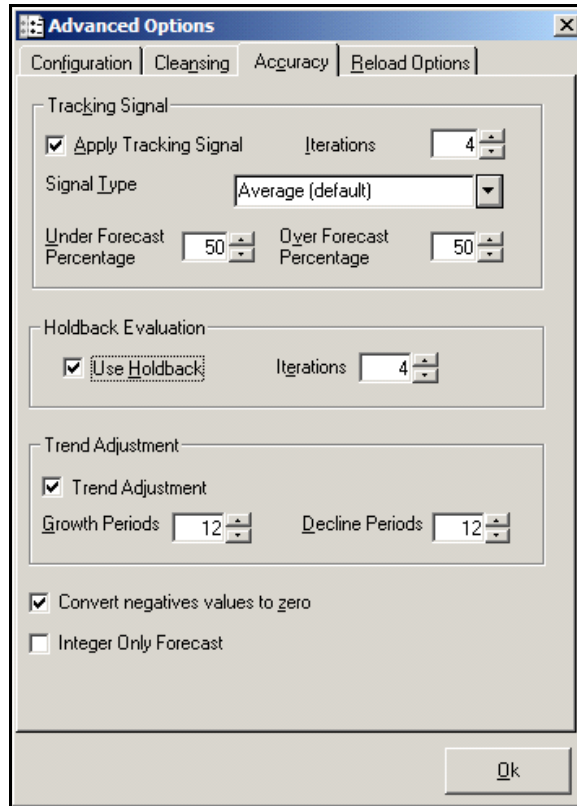 Advanced Options
Configuration Cleansing Accuracy Reload Options
Tracking Signal
Apply Tracking Signal Iterations 4
Signal Type Average (default)
Under Forecast Percentage 50 Over Forecast Percentage 50
Holdback Evaluation
Use Holdback Iterations 4
Trend Adjustment
Trend Adjustment
Growth Periods 12 Decline Periods 12
Convert negatives values to zero
Integer Only Forecast
Ok